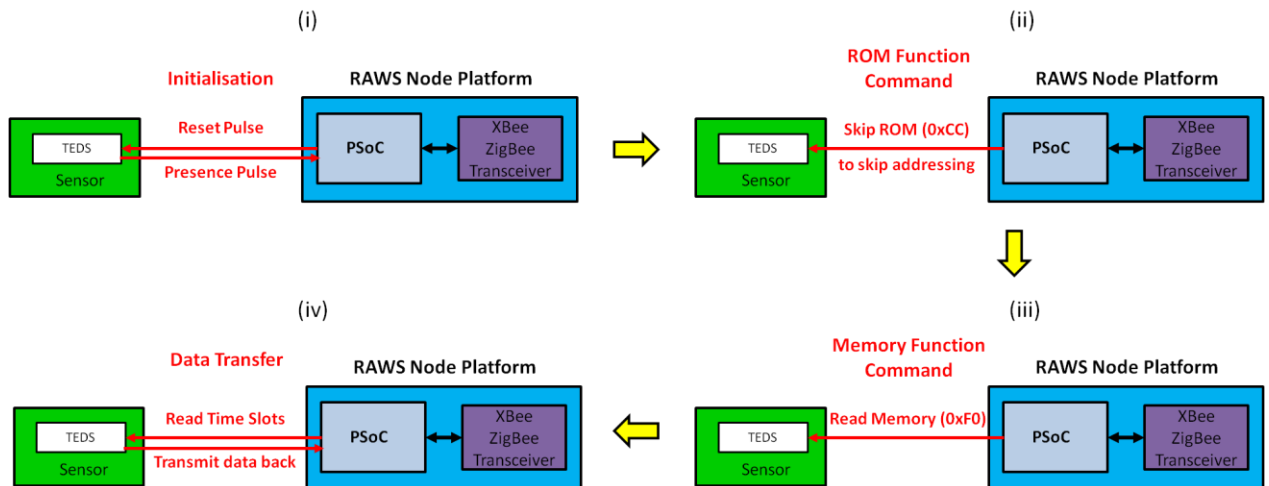 (i)
Initialisation
RAWS Node Platform
Reset Pulse
Presence Pulse
TEDS
Sensor
PSoC
XBee
ZigBee
Transceiver
(ii)
ROM Function
Command
RAWS Node Platform
Skip ROM (0xCC)
to skip addressing
TEDS
Sensor
PSoC
XBee
ZigBee
Transceiver
(iii)
Memory Function
Command
RAWS Node Platform
Read Memory (0xF0)
TEDS
Sensor
PSoC
XBee
ZigBee
Transceiver
(iv)
Data Transfer
RAWS Node Platform
Read Time Slots
Transmit data back
TEDS
Sensor
PSoC
XBee
ZigBee
Transceiver